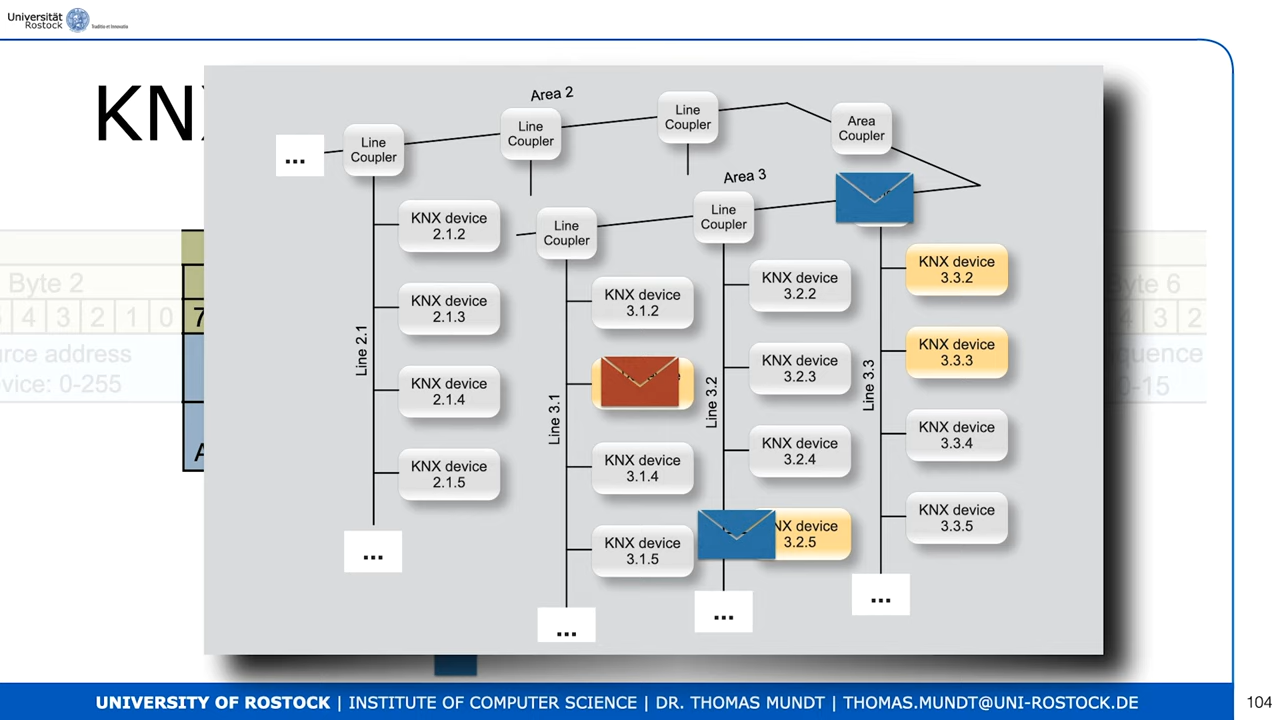 Universität
Rostock
Traditio et Innovatio
KNX
Area 2
Line
Coupler
Line
Coupler
Line
Coupler
Area
Coupler
...
Area 3
Line
Coupler
Line
Coupler
KNX device
2.1.2
KNX device
2.1.3
KNX device
2.1.4
KNX device
2.1.5
Line 2.1
...
KNX device
3.1.2
KNX device
3.1.4
KNX device
3.1.5
Line 3.1
...
KNX device
3.2.2
KNX device
3.2.3
KNX device
3.2.4
NX device
3.2.5
Line 3.2
...
KNX device
3.3.2
KNX device
3.3.3
KNX device
3.3.4
KNX device
3.3.5
Line 3.3
...
Byte 2
4 3 2 1 0 7
urce address
vice: 0-255
A
yte 6
4 3 2
quence
0-15
UNIVERSITY OF ROSTOCK | INSTITUTE OF COMPUTER SCIENCE | DR. THOMAS MUNDT | THOMAS.MUNDT@UNI-ROSTOCK.DE
104